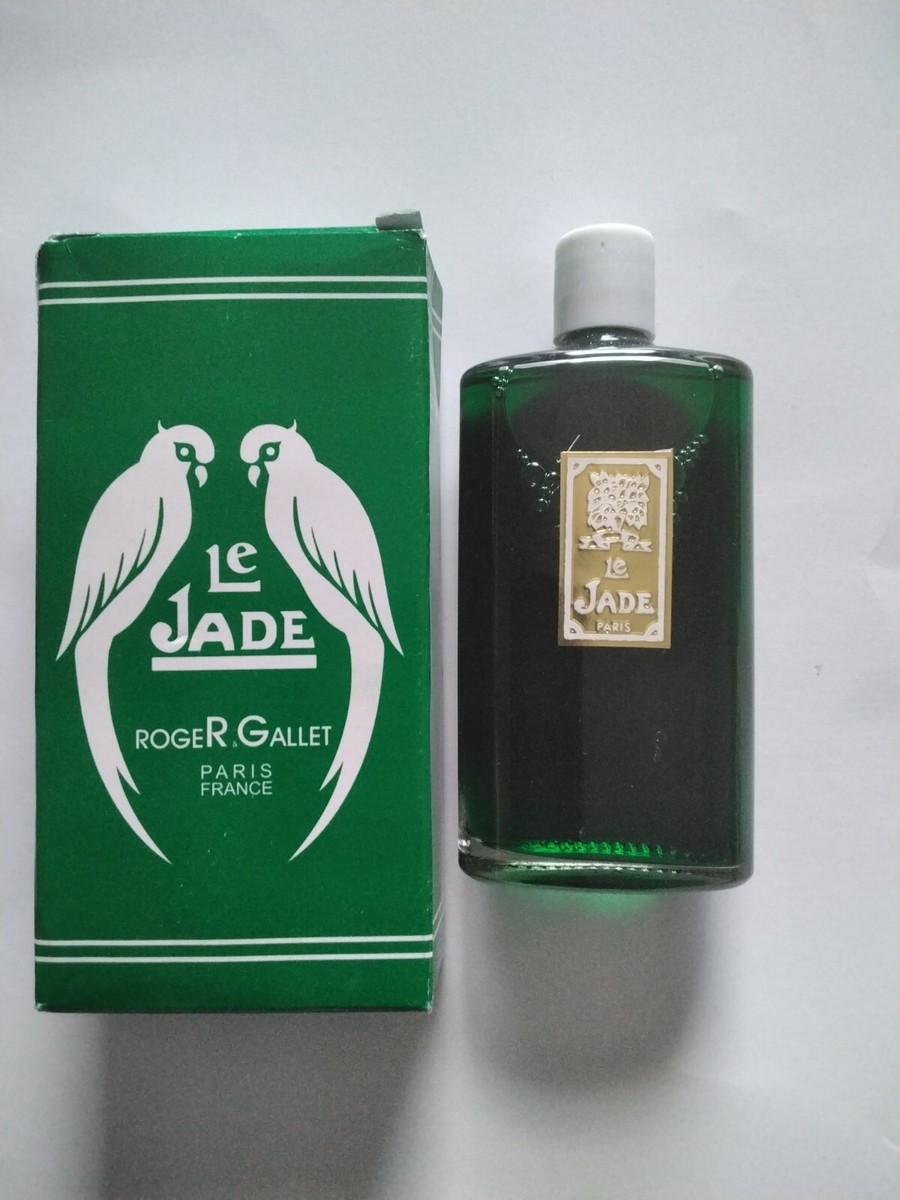 Le
JADE
ROGER & GALLET
PARIS
FRANCE
Le
JADE
PARIS